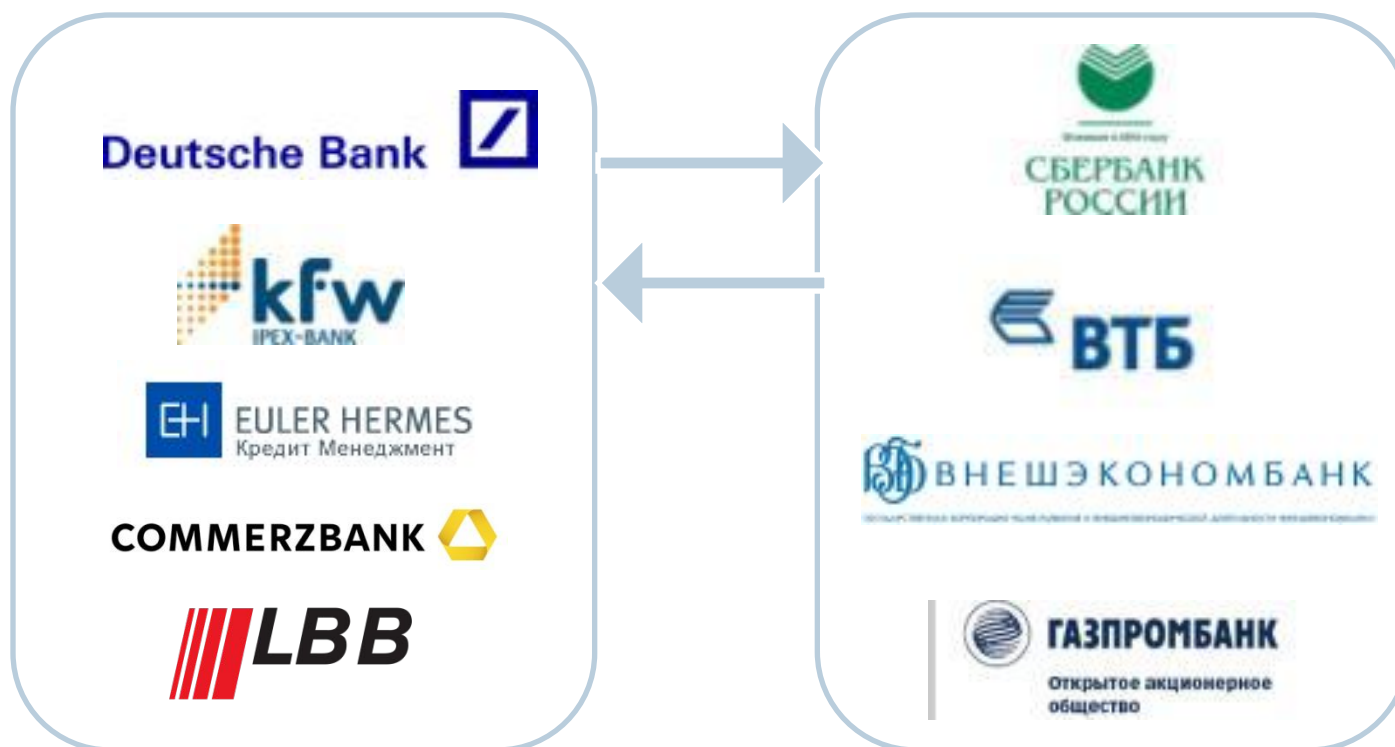 Deutsche Bank
kfw
IPEX-BANK
EH
EULER HERMES
Кредит Менеджмент
COMMERZBANK
LBB
СБЕРБАНК
РОССИИ
ВТБ
ВНЕШЭКОНОМБАНК
ГАЗПРОМБАНК
Открытое акционерное
общество